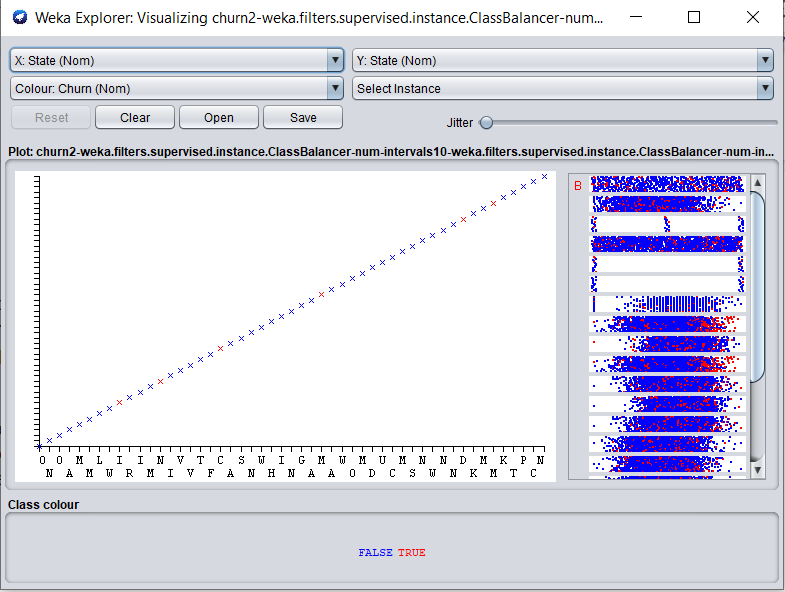 Weka Explorer: Visualizing churn2-weka.filters.supervised.instance.ClassBalancer-num...
X: State (Nom) Y: State (Nom)
Colour: Churn (Nom) Select Instance
Reset Clear Open Save Jitter
Plot: churn2-weka.filters.supervised.instance.ClassBalancer-num-intervals10-weka.filters.supervised.instance.ClassBalancer-num-in...
B
O O M L I I N V C S W I G M W U M N N D M K P N
N A M W R M I V F A N H N A A O D C S W N K M T C
Class colour
FALSE TRUE